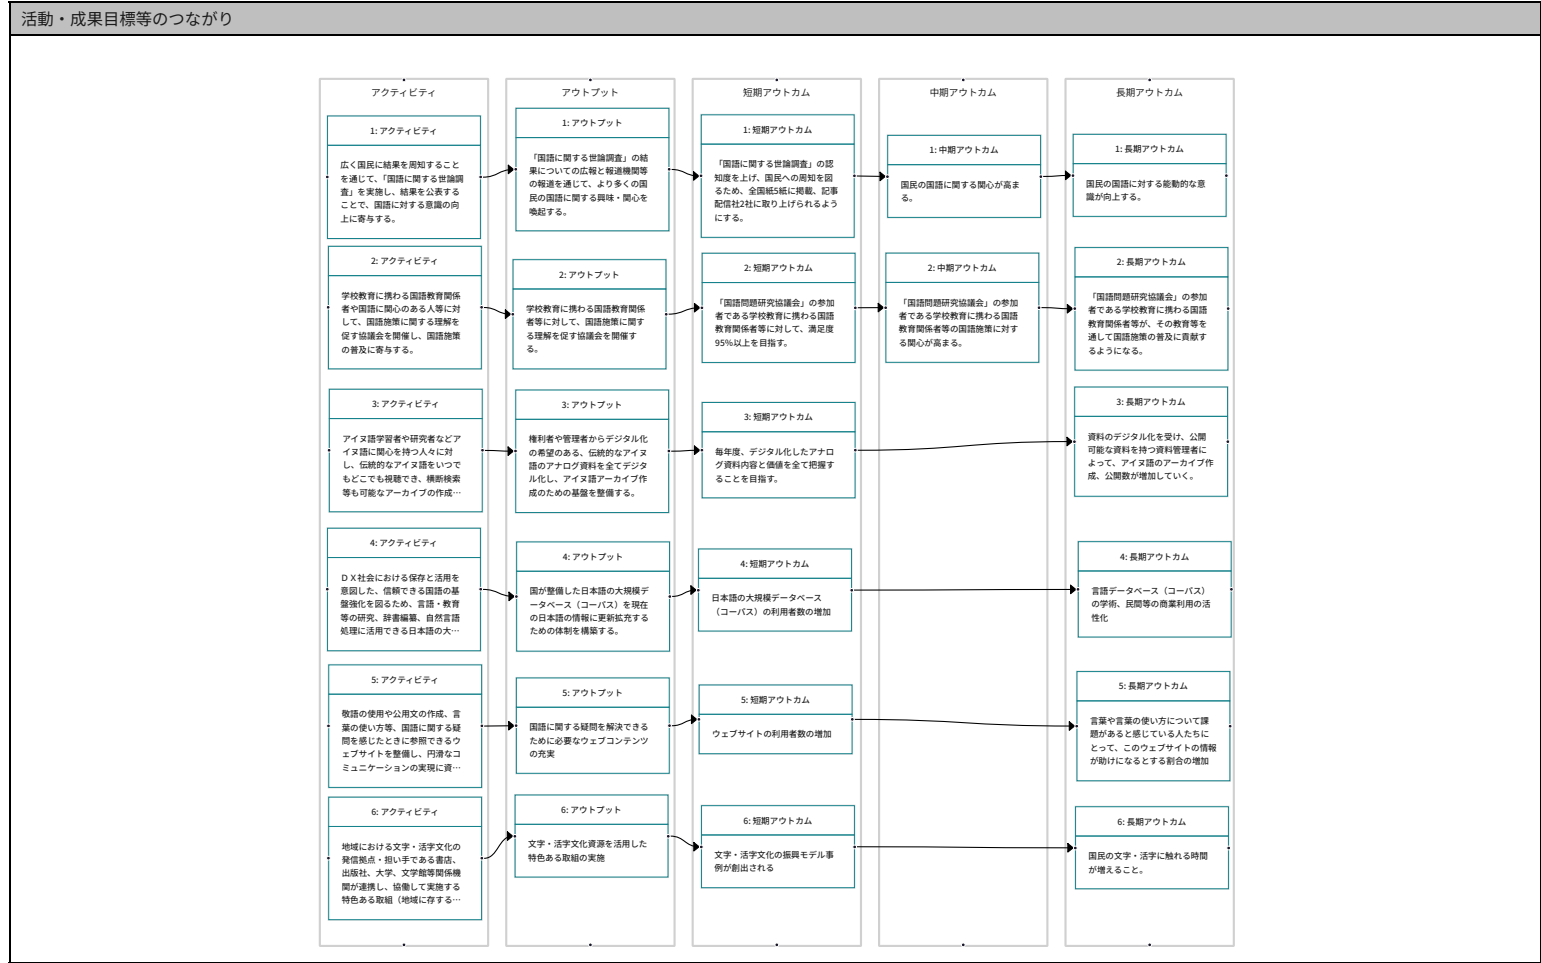 活動・成果目標等のつながり
アクティビティ
アウトプット
短期アウトカム
中期アウトカム
長期アウトカム
1: アクティビティ
広く国民に結果を周知すること
を通じて、「国語に関する世論調
査」を実施し、結果を公表する
ことで、国語に対する意識の向
上に寄与する。
1: アウトプット
「国語に関する世論調査」の結
果についての広報と報道機関等
の報道を通じて、より多くの国
民の国語に関する興味・関心を
喚起する。
1: 短期アウトカム
「国語に関する世論調査」の認
知度を上げ、国民への周知を図
るため、全国紙5紙に掲載、記事
配信社2社に取り上げられるよう
にする。
1: 中期アウトカム
国民の国語に関する関心が高ま
る。
1: 長期アウトカム
国民の国語に対する能動的な意
識が向上する。
2: アクティビティ
学校教育に携わる国語教育関係
者や国語に関心のある人等に対
して、国語施策に関する理解を
促す協議会を開催し、国語施策
の普及に寄与する。
2: アウトプット
学校教育に携わる国語教育関係
者等に対して、国語施策に関す
る理解を促す協議会を開催す
る。
2: 短期アウトカム
「国語問題研究協議会」の参加
者である学校教育に携わる国語
教育関係者等に対して、満足度
95%以上を目指す。
2: 中期アウトカム
「国語問題研究協議会」の参加
者である学校教育に携わる国語
教育関係者等の国語施策に対す
る関心が高まる。
2: 長期アウトカム
「国語問題研究協議会」の参加
者である学校教育に携わる国語
教育関係者等が、その教育等を
通して国語施策の普及に貢献す
るようになる。
3: アクティビティ
アイヌ語学習者や研究者などア
イヌ語に関心を持つ人々に対
し、伝統的なアイヌ語をいつで
もどこでも視聴でき、横断検索
等も可能なアーカイブの作成…
3: アウトプット
権利者や管理者からデジタル化
の希望のある、伝統的なアイヌ
語のアナログ資料を全てデジタ
ル化し、アイヌ語アーカイブ作
成のための基盤を整備する。
3: 短期アウトカム
毎年度、デジタル化したアナロ
グ資料内容と価値を全て把握す
ることを目指す。
3: 長期アウトカム
資料のデジタル化を受け、公開
可能な資料を持つ資料管理者に
よって、アイヌ語のアーカイブ作
成、公開数が増加していく。
4: アクティビティ
ＤＸ社会における保存と活用を
意図した、信頼できる国語の基
盤強化を図るため、言語・教育
等の研究、辞書編纂、自然言語
処理に活用できる日本語の大…
4: アウトプット
国が整備した日本語の大規模デ
ータベース（コーパス）を現在
の日本語の情報に更新拡充する
ための体制を構築する。
4: 短期アウトカム
日本語の大規模データベース
（コーパス）の利用者数の増加
4: 長期アウトカム
言語データベース（コーパス）
の学術、民間等の商業利用の活
性化
5: アクティビティ
敬語の使用や公用文の作成、言
葉の使い方等、国語に関する疑
問を感じたときに参照できるウ
ェブサイトを整備し、円滑なコ
ミュニケーションの実現に資…
5: アウトプット
国語に関する疑問を解決できる
ために必要なウェブコンテンツ
の充実
5: 短期アウトカム
ウェブサイトの利用者数の増加
5: 長期アウトカム
言葉や言葉の使い方について課
題があると感じている人たちに
とって、このウェブサイトの情報
が助けになるとする割合の増加
6: アクティビティ
地域における文字・活字文化の
発信拠点・担い手である書店、
出版社、大学、文学館等関係機
関が連携し、協働して実施する
特色ある取組（地域に存する…
6: アウトプット
文字・活字文化資源を活用した
特色ある取組の実施
6: 短期アウトカム
文字・活字文化の振興モデル事
例が創出される
6: 長期アウトカム
国民の文字・活字に触れる時間
が増えること。